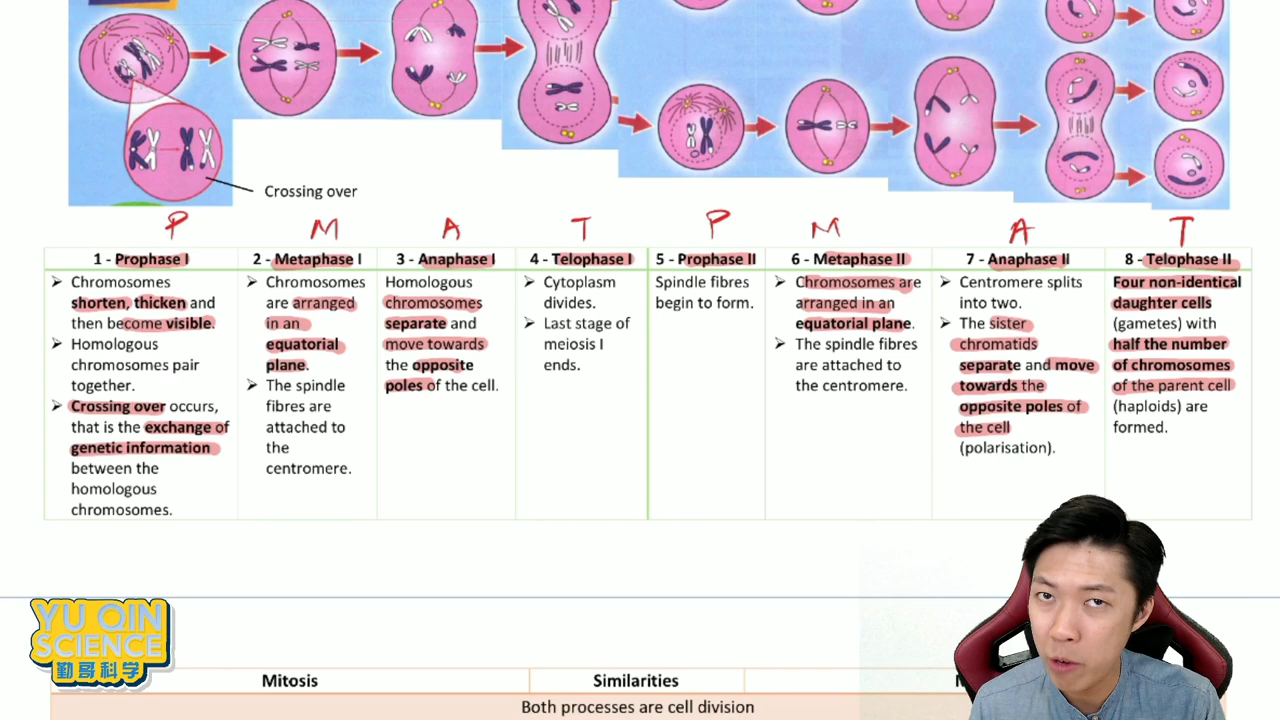 Crossing over
P M A T P M A T
1 - Prophase I
➢ Chromosomes
shorten, thicken and
then become visible.
➢ Homologous
chromosomes pair
together.
➢ Crossing over occurs,
that is the exchange of
genetic information
between the
homologous
chromosomes.
2 - Metaphase I
➢ Chromosomes
are arranged
in an
equatorial
plane.
➢ The spindle
fibres are
attached to
the
centromere.
3 - Anaphase I
Homologous
chromosomes
separate and
move towards
the opposite
poles of the cell.
4 - Telophase I
➢ Cytoplasm
divides.
➢ Last stage of
meiosis I
ends.
5 - Prophase II
Spindle fibres
begin to form.
6 - Metaphase II
➢ Chromosomes are
arranged in an
equatorial plane.
➢ The spindle fibres
are attached to
the centromere.
7 - Anaphase II
➢ Centromere splits
into two.
➢ The sister
chromatids
separate and move
towards the
opposite poles of
the cell
(polarisation).
8 - Telophase II
Four non-identical
daughter cells
(gametes) with
half the number
of chromosomes
of the parent cell
(haploids) are
formed.
YU QIN
SCIENCE
勤哥科学
Mitosis Similarities
Both processes are cell division